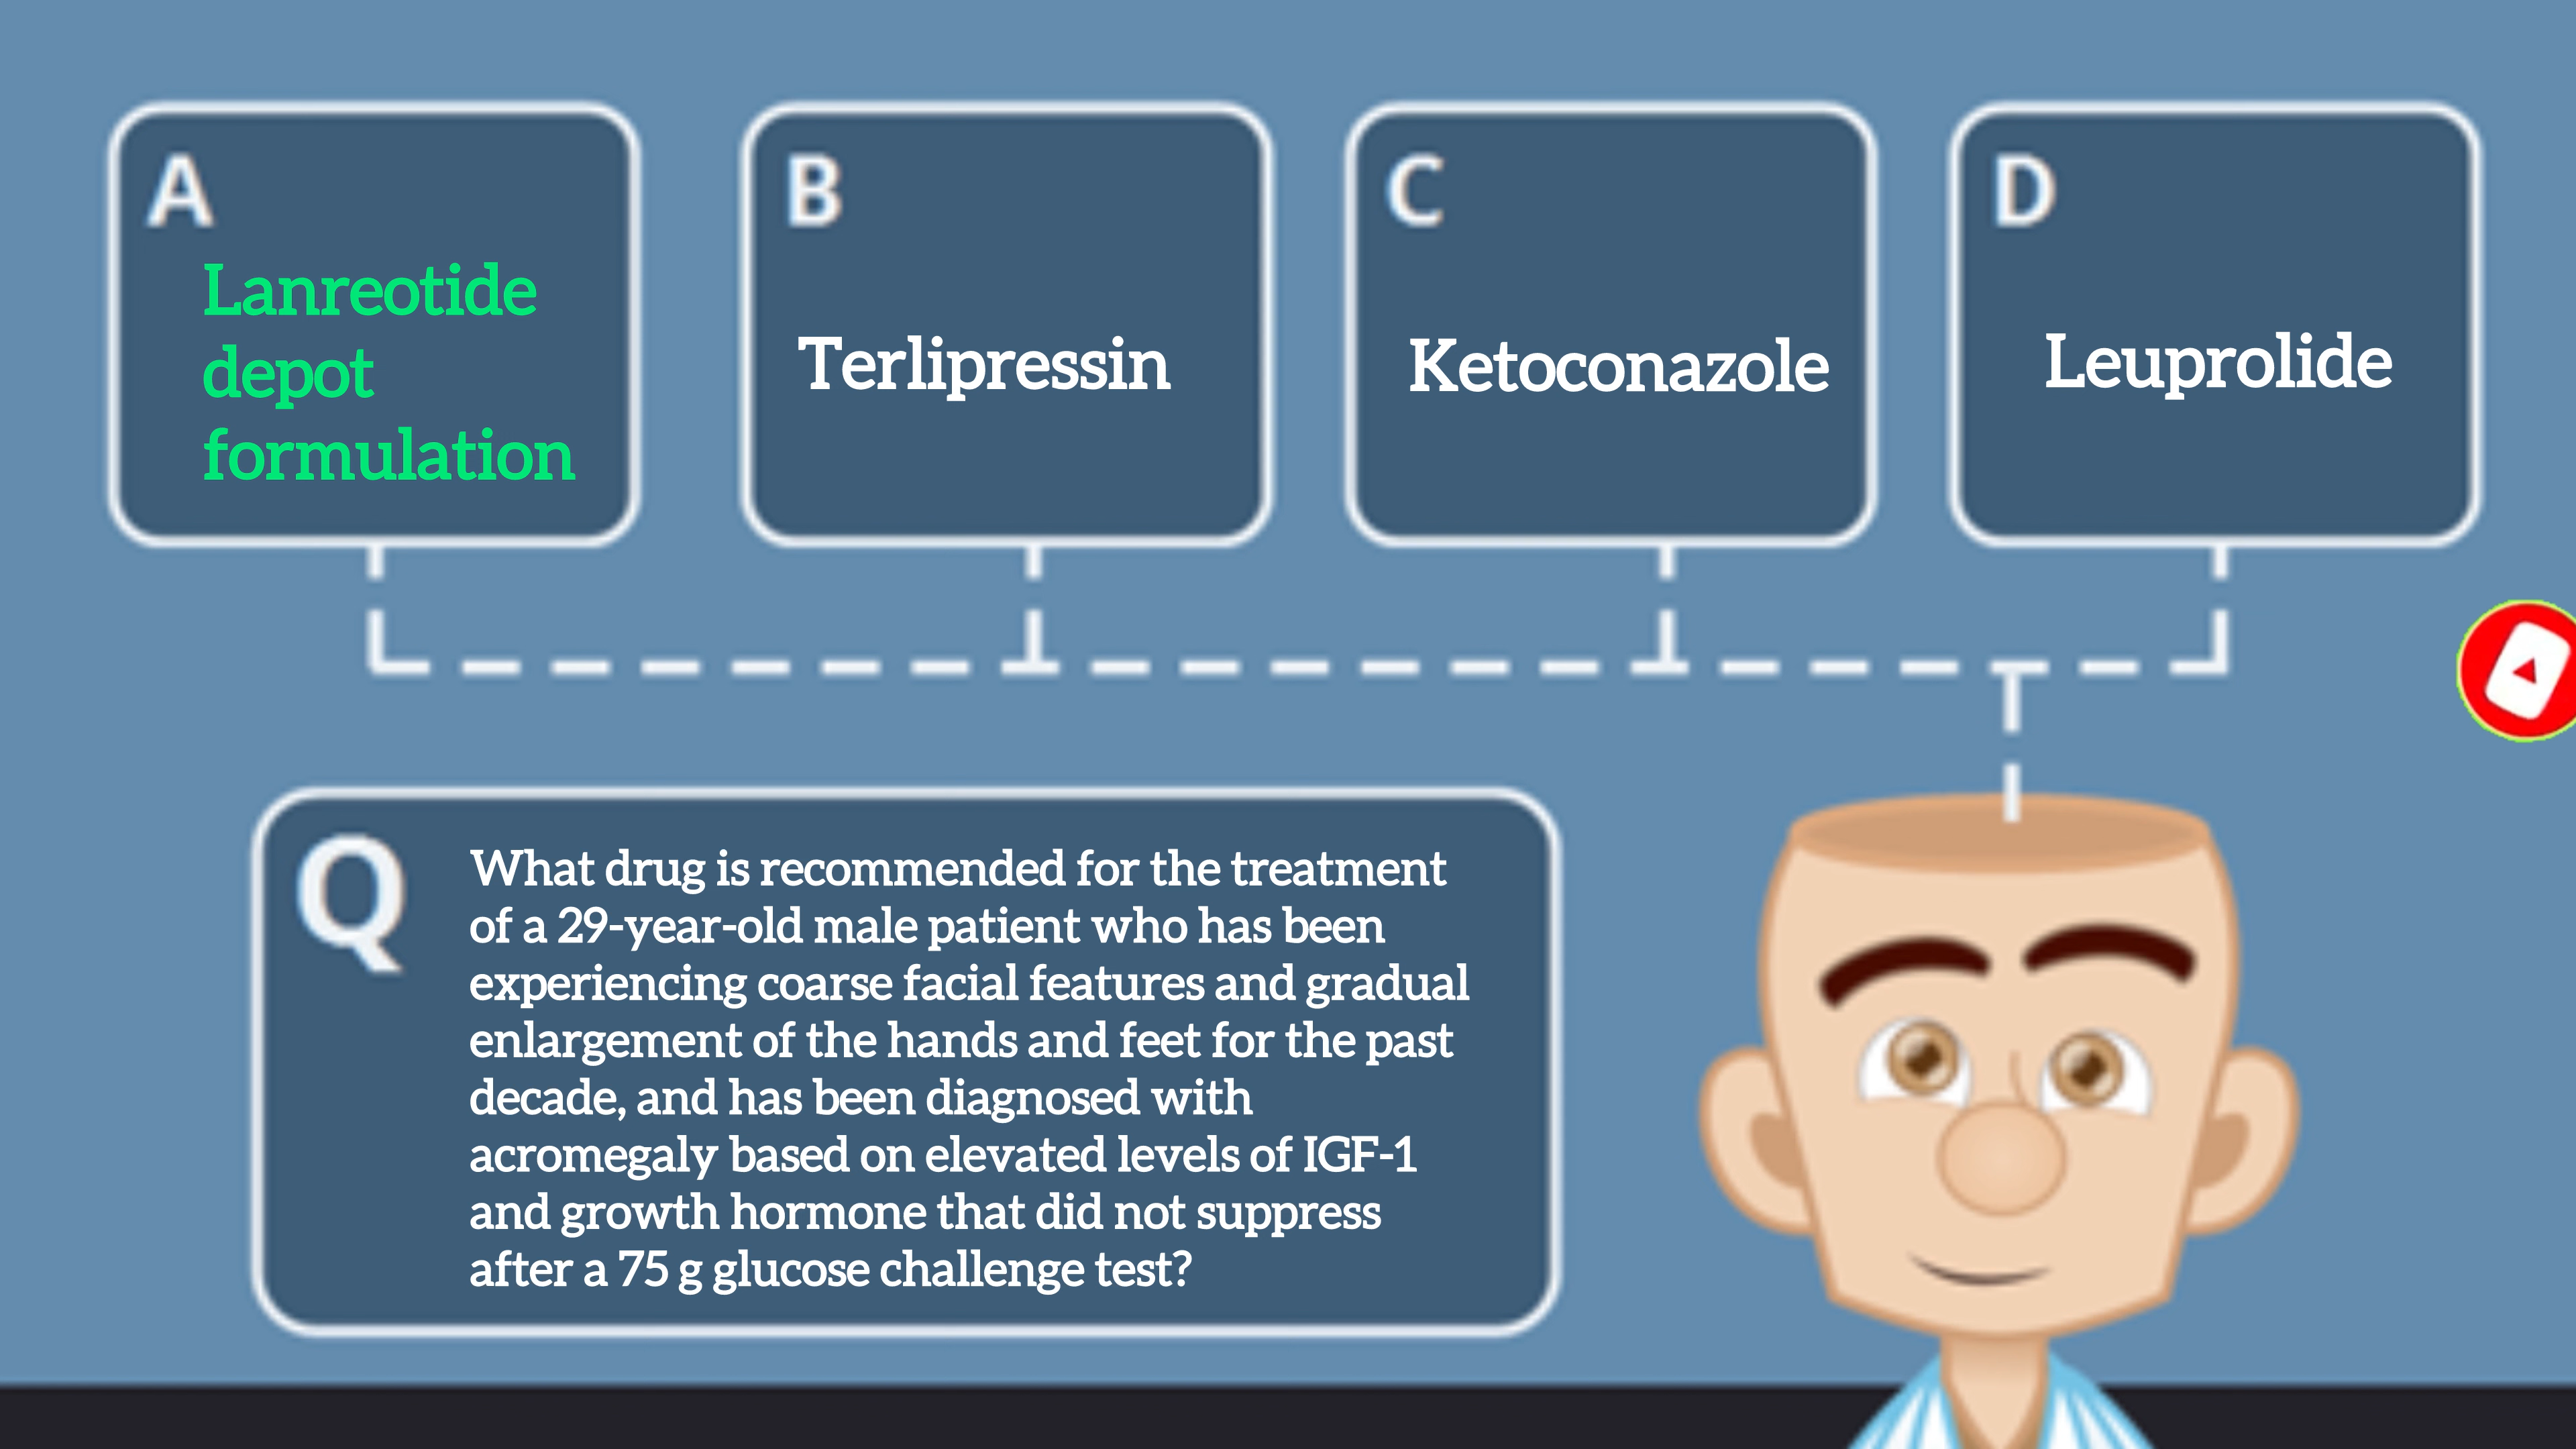 A
Lanreotide
depot
formulation
B
Terlipressin
C
Ketoconazole
D
Leuprolide
Q
What drug is recommended for the treatment
of a 29-year-old male patient who has been
experiencing coarse facial features and gradual
enlargement of the hands and feet for the past
decade, and has been diagnosed with
acromegaly based on elevated levels of IGF-1
and growth hormone that did not suppress
after a 75 g glucose challenge test?